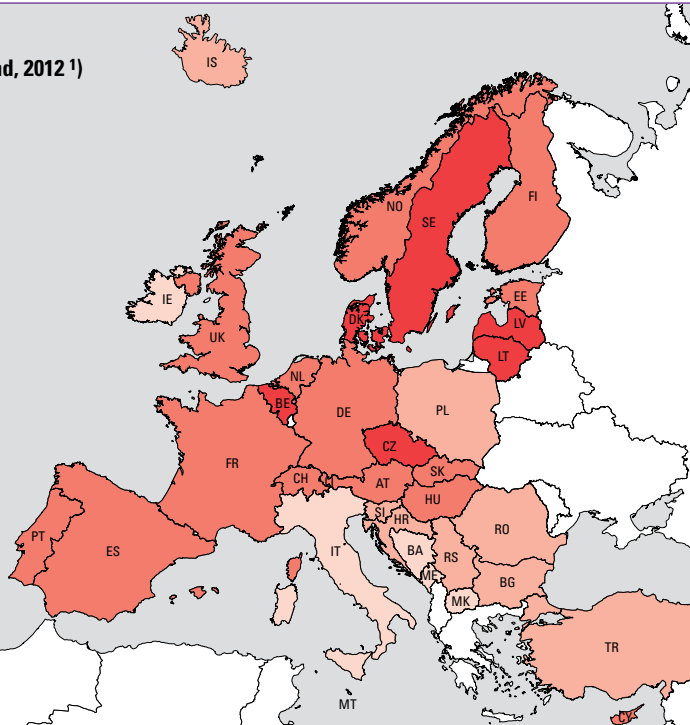 IS
d, 2012 ¹)
NO
SE
FI
IE
UK
DK
EE
LV
LT
NL
BE
DE
PL
CZ
FR
CH
AT
SK
HU
SI
HR
RO
PT
ES
IT
BA
RS
ME
BG
MK
TR
MT
CY